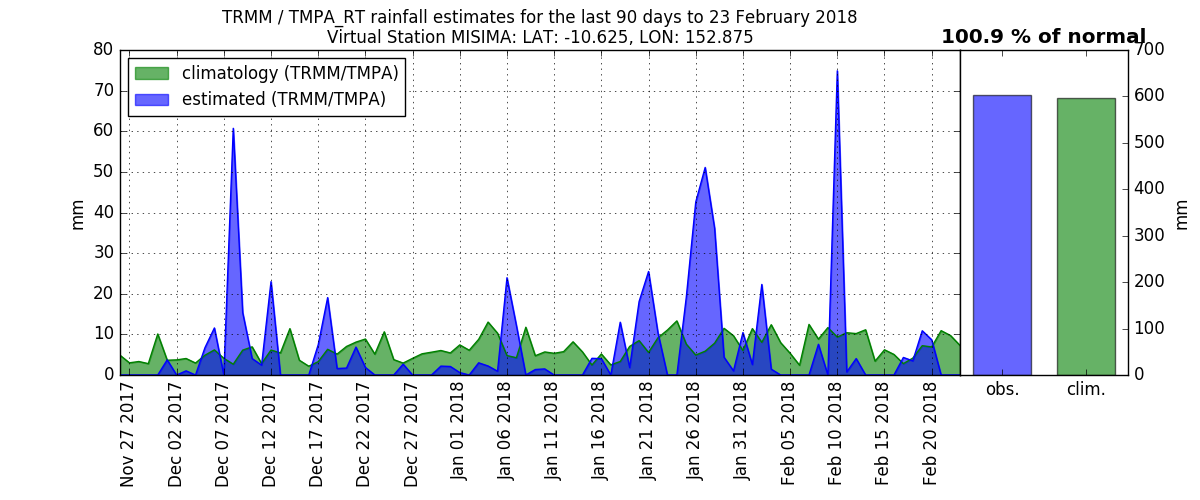 TRMM / TMPA_RT rainfall estimates for the last 90 days to 23 February 2018
Virtual Station MISIMA: LAT: -10.625, LON: 152.875
100.9 % of normal
climatology (TRMM/TMPA)
estimated (TRMM/TMPA)
80
70
60
50
40
30
20
10
0
mm
Nov 27 2017
Dec 02 2017
Dec 07 2017
Dec 12 2017
Dec 17 2017
Dec 22 2017
Dec 27 2017
Jan 01 2018
Jan 06 2018
Jan 11 2018
Jan 16 2018
Jan 21 2018
Jan 26 2018
Jan 31 2018
Feb 05 2018
Feb 10 2018
Feb 15 2018
Feb 20 2018
700
600
500
400
300
200
100
0
mm
obs.
clim.